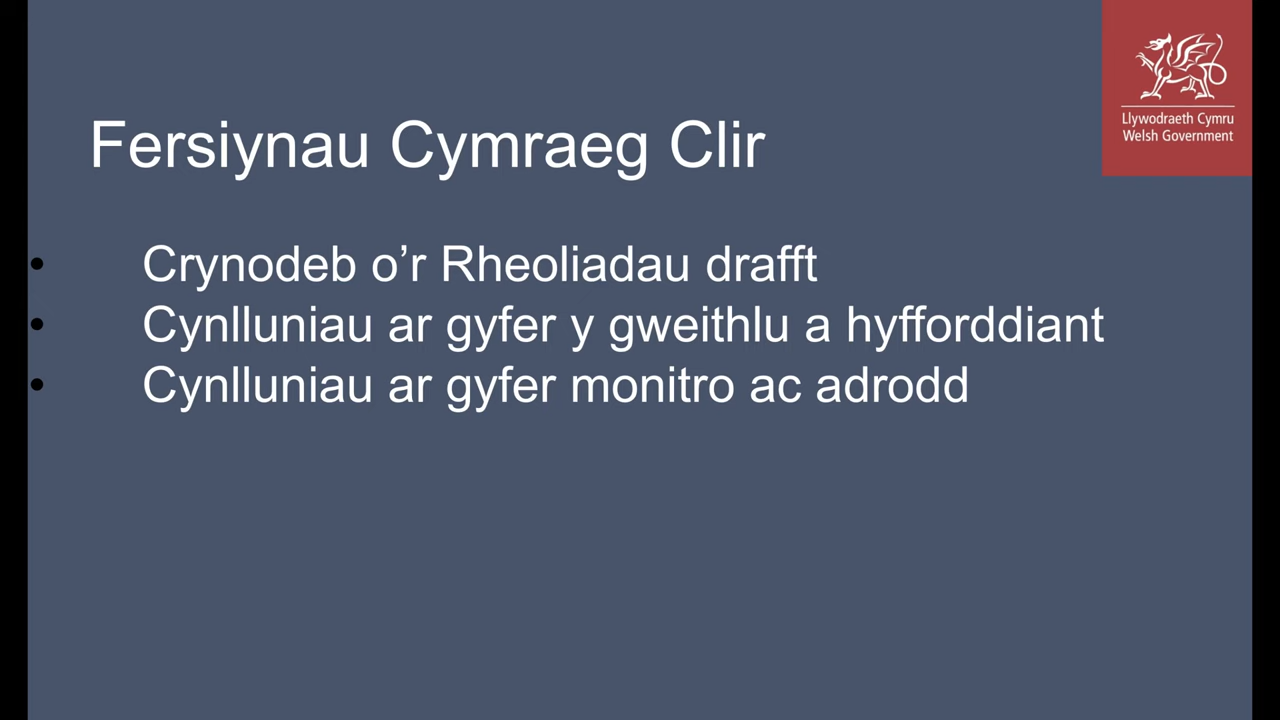 Llywodraeth Cymru
Welsh Government
Fersiynau Cymraeg Clir
• Crynodeb o’r Rheoliadau drafft
• Cynlluniau ar gyfer y gweithlu a hyfforddiant
• Cynlluniau ar gyfer monitro ac adrodd